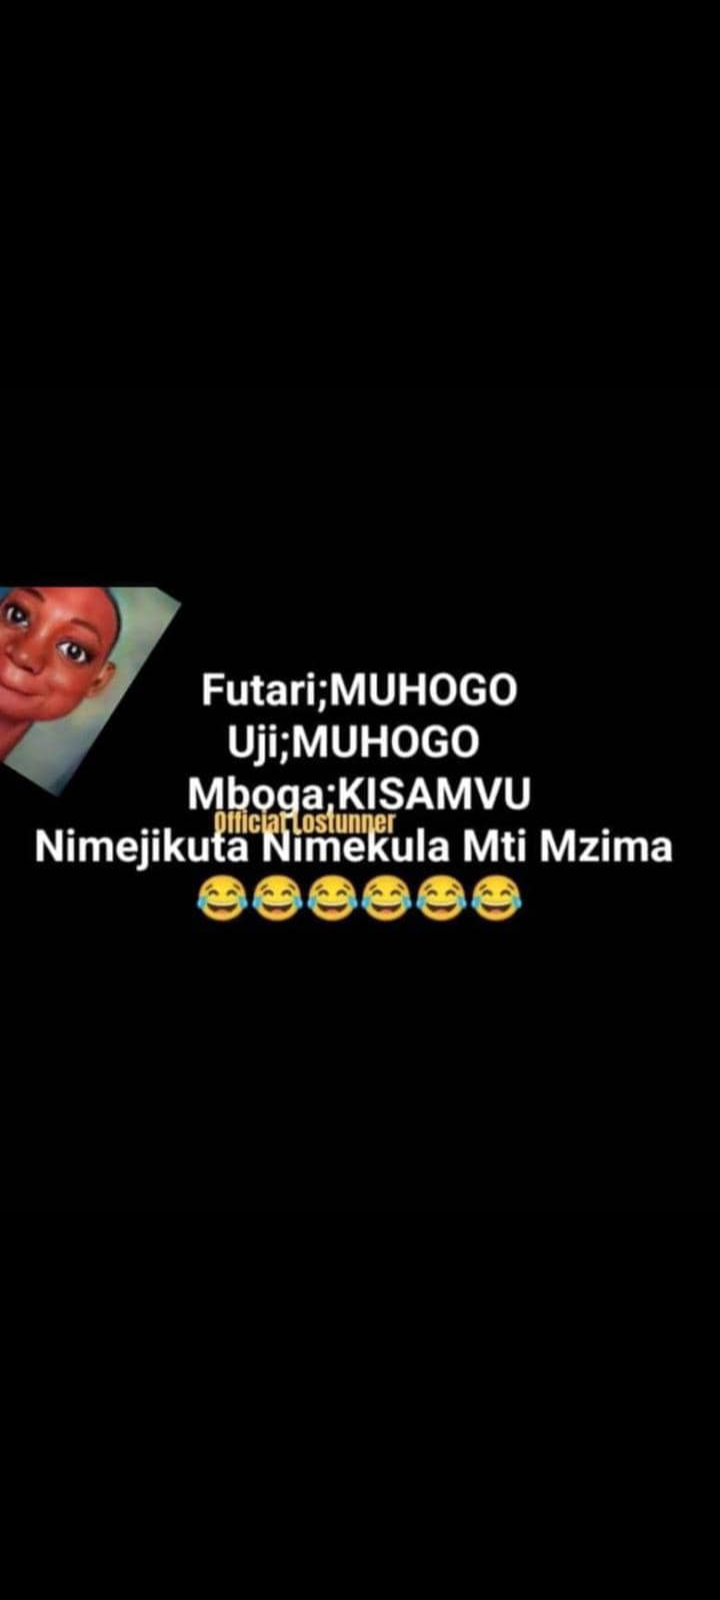 Futari;MUHOGO
Uji;MUHOGO
Mboga;KISAMVU
Official Lostunner
Nimejikuta Nimekula Mti Mzima
😂😂😂😂😂😂